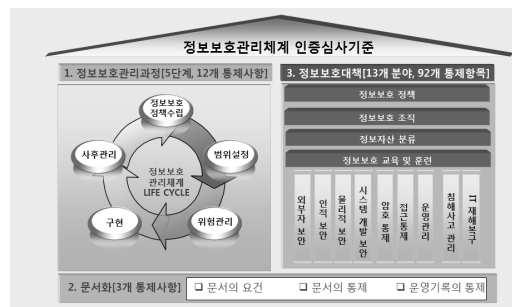 정보보호관리체계 인증심사기준
1. 정보보호관리과정[5단계, 12개 통제사항]
정보보호
정책수립
범위설정
위험관리
구현
사후관리
정보보호
관리체계
LIFE CYCLE
3. 정보보호대책[13개 분야, 92개 통제항목]
정보보호 정책
정보보호 조직
정보자산 분류
정보보호 교육 및 훈련
외부자 보안
인적 보안
물리적 보안
시스템 개발 보안
암호 통제
접근통제
운영관리
침해사고 관리
IT 재해복구
2. 문서화[3개 통제사항]
❑ 문서의 요건
❑ 문서의 통제
❑ 운영기록의 통제